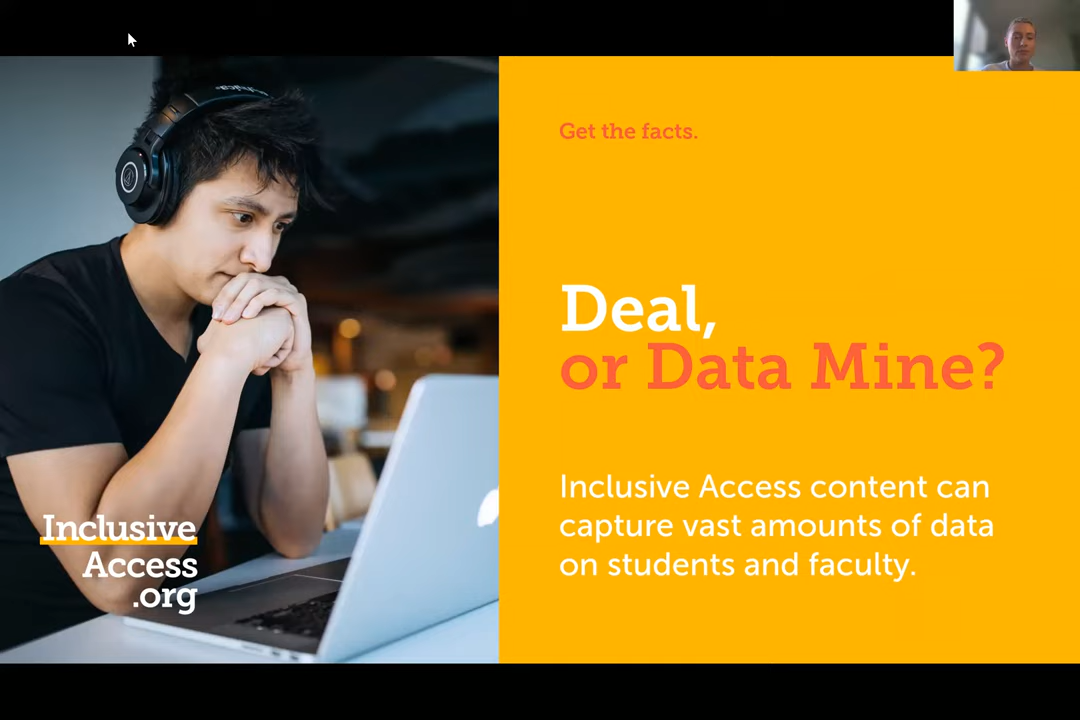 Get the facts.
Deal,
or Data Mine?
Inclusive Access content can
capture vast amounts of data
on students and faculty.
Inclusive
Access
.org